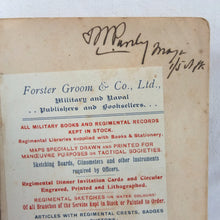 Major
Forster Groom & Co., Ltd.,
Military and Naval
Publishers and Booksellers.
ALL MILITARY BOOKS AND REGIMENTAL RECORDS
KEPT IN STOCK.
Regimental Libraries supplied with Books & Stationery.
MAPS SPECIALLY DRAWN AND PRINTED FOR
MANŒUVRE PURPOSES OR TACTICAL SOCIETIES.
Sketching Boards, Clinometers and other Instruments
required by Officers.
Regimental Dinner Invitation Cards and Circular
Engraved, Printed and Lithographed.
REGIMENTAL SKETCHES IN WATER COLOURS
Of all Branches of the Service kept in Stock or Painted to Order.
ARTICLES WITH REGIMENTAL CRESTS, BADGES